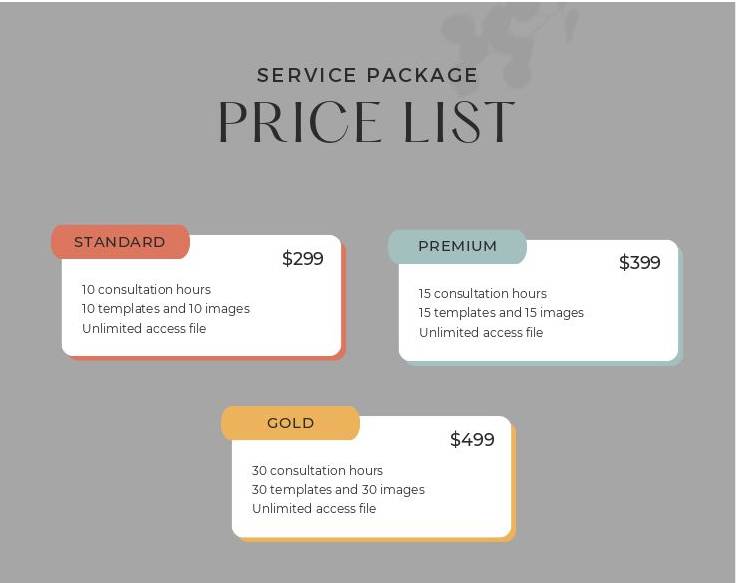 SERVICE PACKAGE
PRICE LIST
STANDARD
$299
10 consultation hours
10 templates and 10 images
Unlimited access file
PREMIUM
$399
15 consultation hours
15 templates and 15 images
Unlimited access file
GOLD
$499
30 consultation hours
30 templates and 30 images
Unlimited access file